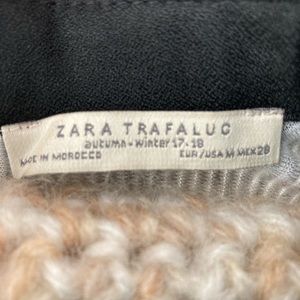 ZARA TRAFALUC
autumn-winter 17-18
MADE IN MOROCCO EUR/USA M MEX 28